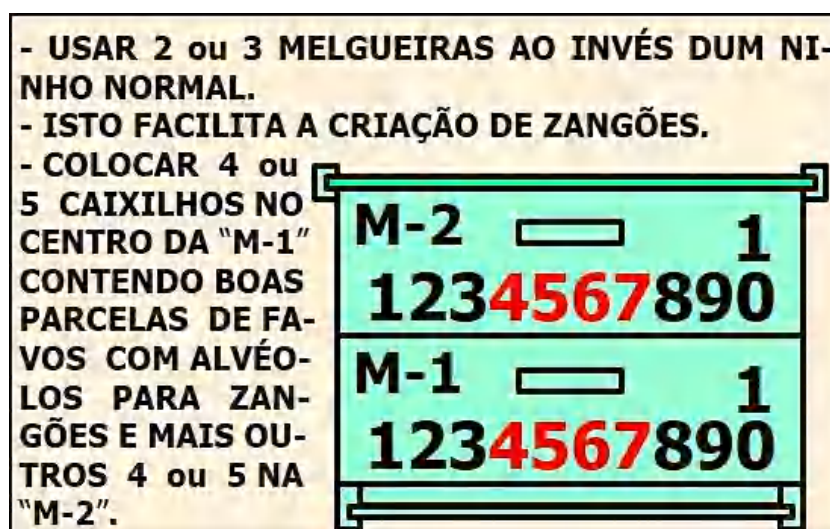 - USAR 2 ou 3 MELGUEIRAS AO INVÉS DUM NI-
NHO NORMAL.
- ISTO FACILITA A CRIAÇÃO DE ZANGÕES.
- COLOCAR 4 ou
5 CAIXILHOS NO
CENTRO DA "M-1"
CONTENDO BOAS
PARCELAS DE FA-
VOS COM ALVÉO-
LOS PARA ZAN-
GÕES E MAIS OU-
TROS 4 ou 5 NA
"M-2".
M-2 1
1234567890
M-1 1
1234567890